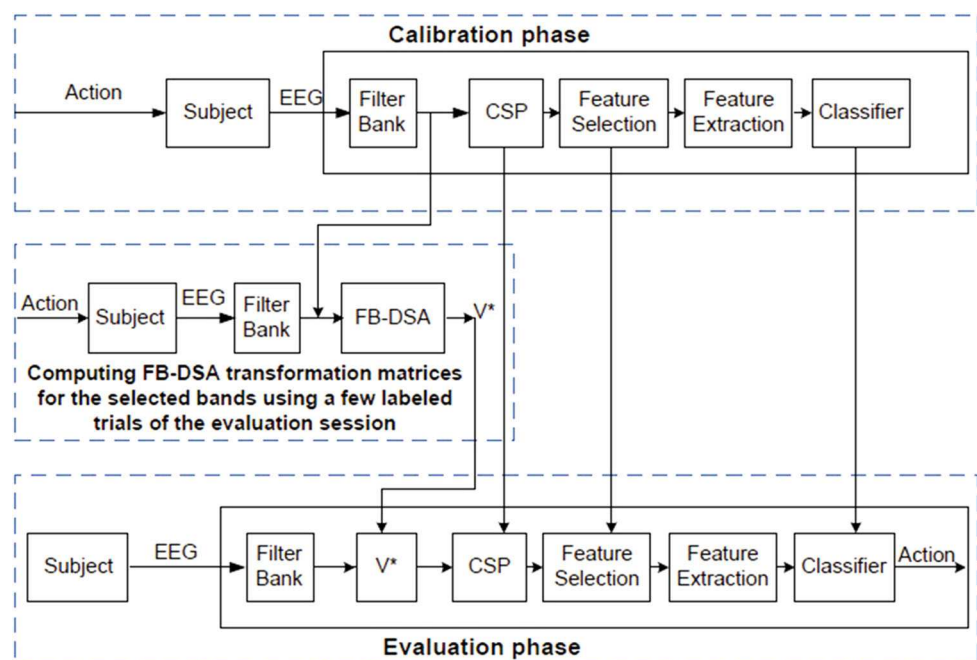 Calibration phase
Action
Subject
EEG
Filter
Bank
CSP
Feature
Selection
Feature
Extraction
Classifier
Action
Subject
EEG
Filter
Bank
FB-DSA
V*
Computing FB-DSA transformation matrices
for the selected bands using a few labeled
trials of the evaluation session
Subject
EEG
Filter
Bank
V*
CSP
Feature
Selection
Feature
Extraction
Classifier
Action
Evaluation phase